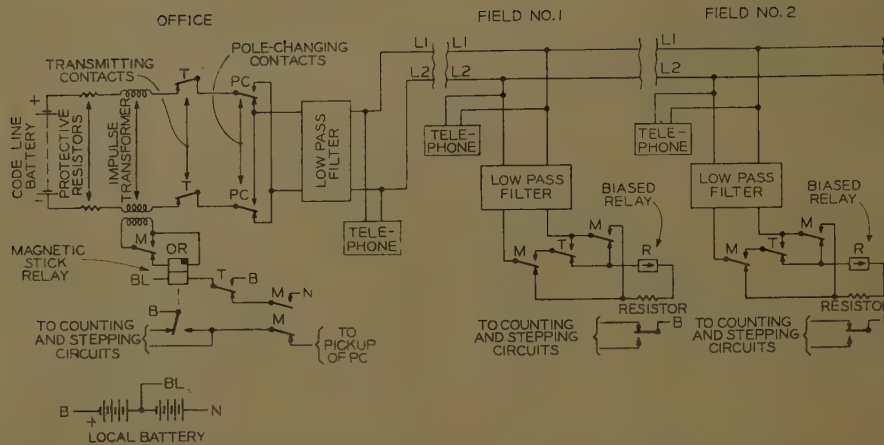 OFFICE
FIELD NO.1
FIELD NO.2
TRANSMITTING
CONTACTS
POLE-CHANGING
CONTACTS
L1
L1
L1
L2
L2
L2
T
PC
+
CODE LINE
BATTERY
-
PROTECTIVE
RESISTORS
IMPULSE
TRANSFORMER
T
PC
LOW PASS
FILTER
TELE-
PHONE
TELE-
PHONE
TELE-
PHONE
LOW PASS
FILTER
BIASED
RELAY
LOW PASS
FILTER
BIASED
RELAY
M
OR
MAGNETIC
STICK
RELAY
BL
T
B
M
N
B
M
TO COUNTING
AND STEPPING
CIRCUITS
TO
PICKUP
OF PC
M
T
M
R
RESISTOR
TO COUNTING
AND STEPPING
CIRCUITS
B
M
T
M
R
RESISTOR
TO COUNTING
AND STEPPING
CIRCUITS
B
BL
B
+
N
LOCAL BATTERY